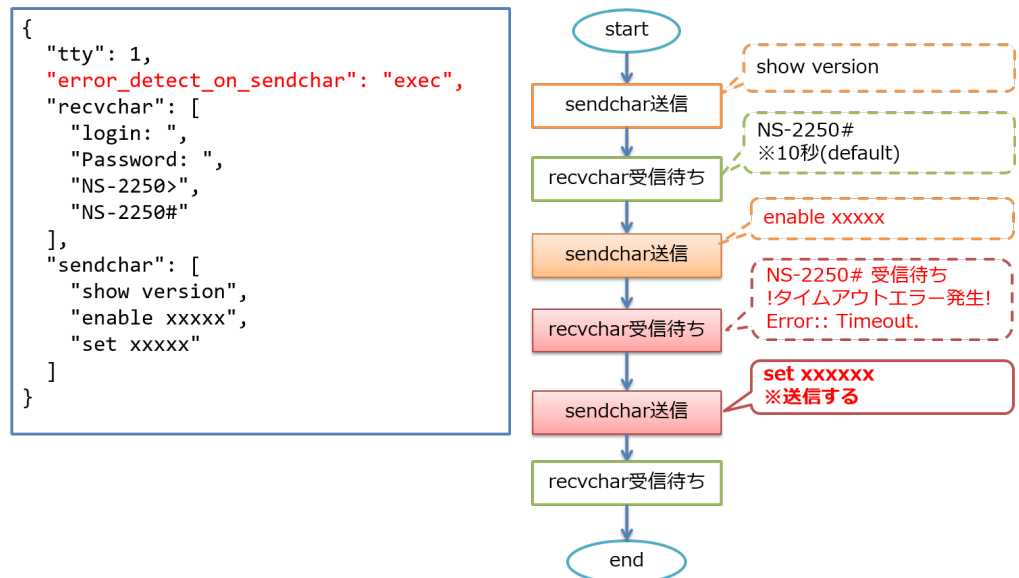 {
  "tty": 1,
  "error_detect_on_sendchar": "exec",
  "recvchar": [
    "login: ",
    "Password: ",
    "NS-2250>",
    "NS-2250#"
  ],
  "sendchar": [
    "show version",
    "enable xxxxx",
    "set xxxxx"
  ]
}
start
sendchar送信
show version
recvchar受信待ち
NS-2250#
※10秒(default)
sendchar送信
enable xxxxx
recvchar受信待ち
NS-2250# 受信待ち
!タイムアウトエラー発生!
Error:: Timeout.
sendchar送信
set xxxxxx
※送信する
recvchar受信待ち
end